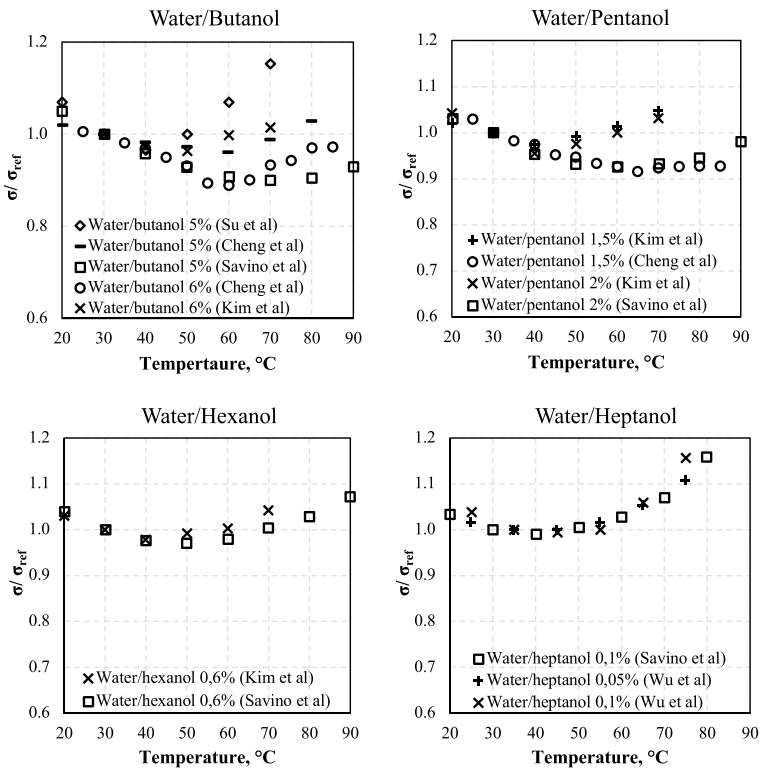 Water/Butanol
1.2
1.0
0.8
0.6
σ/ σref
Water/butanol 5% (Su et al)
Water/butanol 5% (Cheng et al)
Water/butanol 5% (Savino et al)
Water/butanol 6% (Cheng et al)
Water/butanol 6% (Kim et al)
20 30 40 50 60 70 80 90
Tempertaure, °C
Water/Pentanol
1.2
1.1
1.0
0.9
0.8
0.7
0.6
σ/ σref
Water/pentanol 1,5% (Kim et al)
Water/pentanol 1,5% (Cheng et al)
Water/pentanol 2% (Kim et al)
Water/pentanol 2% (Savino et al)
20 30 40 50 60 70 80 90
Temperature, °C
Water/Hexanol
1.2
1.1
1.0
0.9
0.8
0.7
0.6
σ/ σref
Water/hexanol 0,6% (Kim et al)
Water/hexanol 0,6% (Savino et al)
20 30 40 50 60 70 80 90
Temperature, °C
Water/Heptanol
1.2
1.1
1.0
0.9
0.8
0.7
0.6
σ/ σref
Water/heptanol 0,1% (Savino et al)
Water/heptanol 0,05% (Wu et al)
Water/heptanol 0,1% (Wu et al)
20 30 40 50 60 70 80 90
Temperature, °C